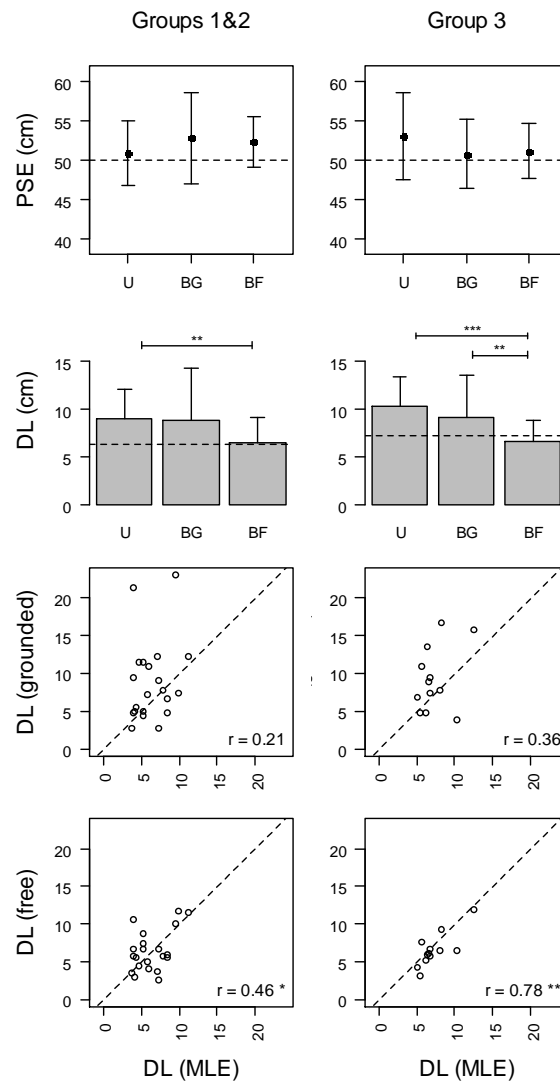 Groups 1&2 Group 3
PSE (cm)
60
55
50
45
40
60
55
50
45
40
U BG BF
U BG BF
DL (cm)
15
10
5
0
**
15
10
5
0
***
**
U BG BF
U BG BF
DL (grounded)
20
15
10
5
0
r = 0.21
0 5 10 15 20
20
15
10
5
0
r = 0.36
0 5 10 15 20
DL (free)
20
15
10
5
0
r = 0.46 *
0 5 10 15 20
20
15
10
5
0
r = 0.78 **
0 5 10 15 20
DL (MLE) DL (MLE)